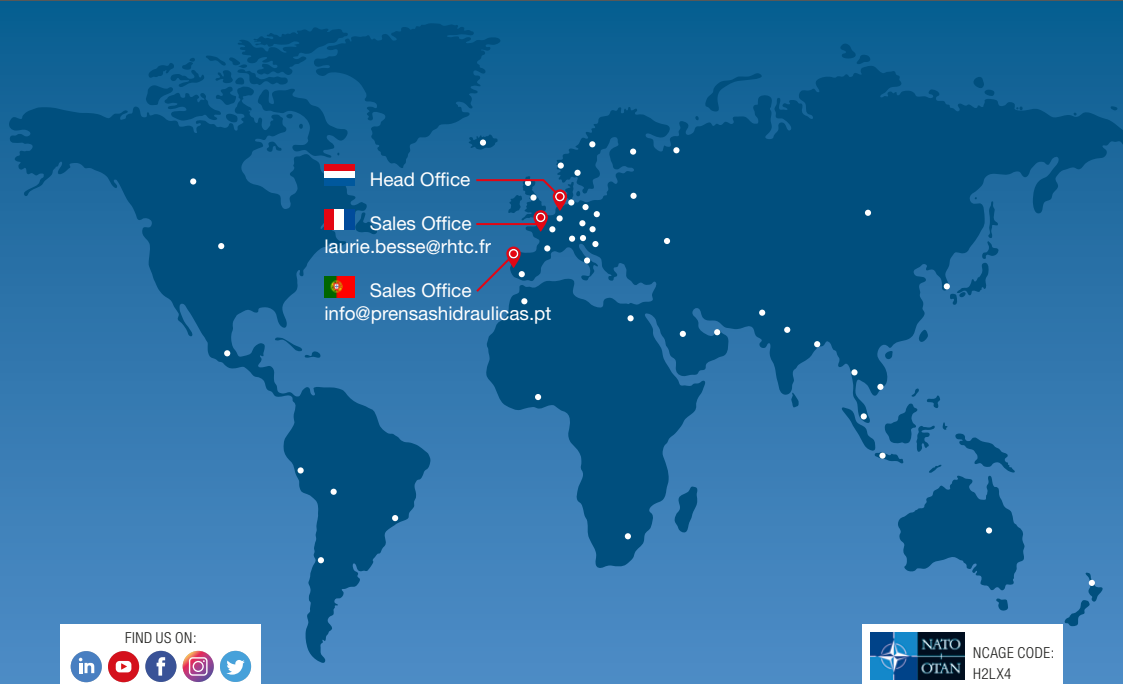 Head Office
Sales Office
laurie.besse@rhtc.fr
Sales Office
info@prensashidraulicas.pt
FIND US ON:
in
f
NATO
OTAN
NCAGE CODE:
H2LX4